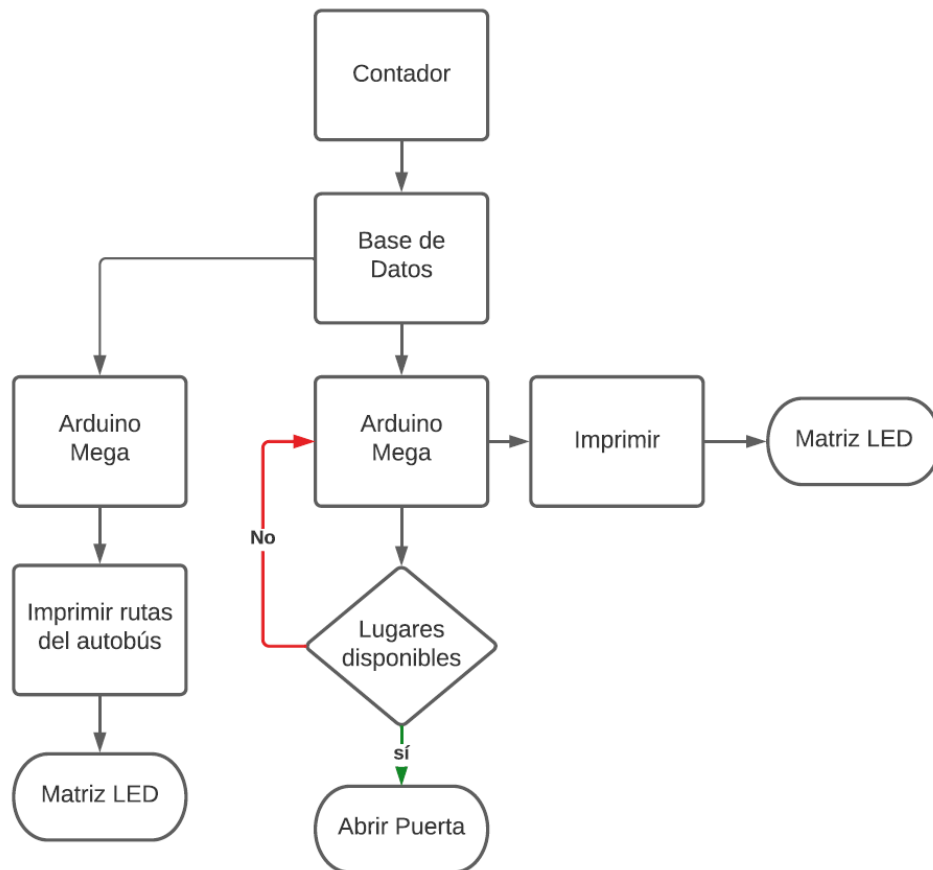 Contador
Base de
Datos
Arduino
Mega
Arduino
Mega
Imprimir
Matriz LED
No
Imprimir rutas
del autobús
Lugares
disponibles
sí
Matriz LED
Abrir Puerta